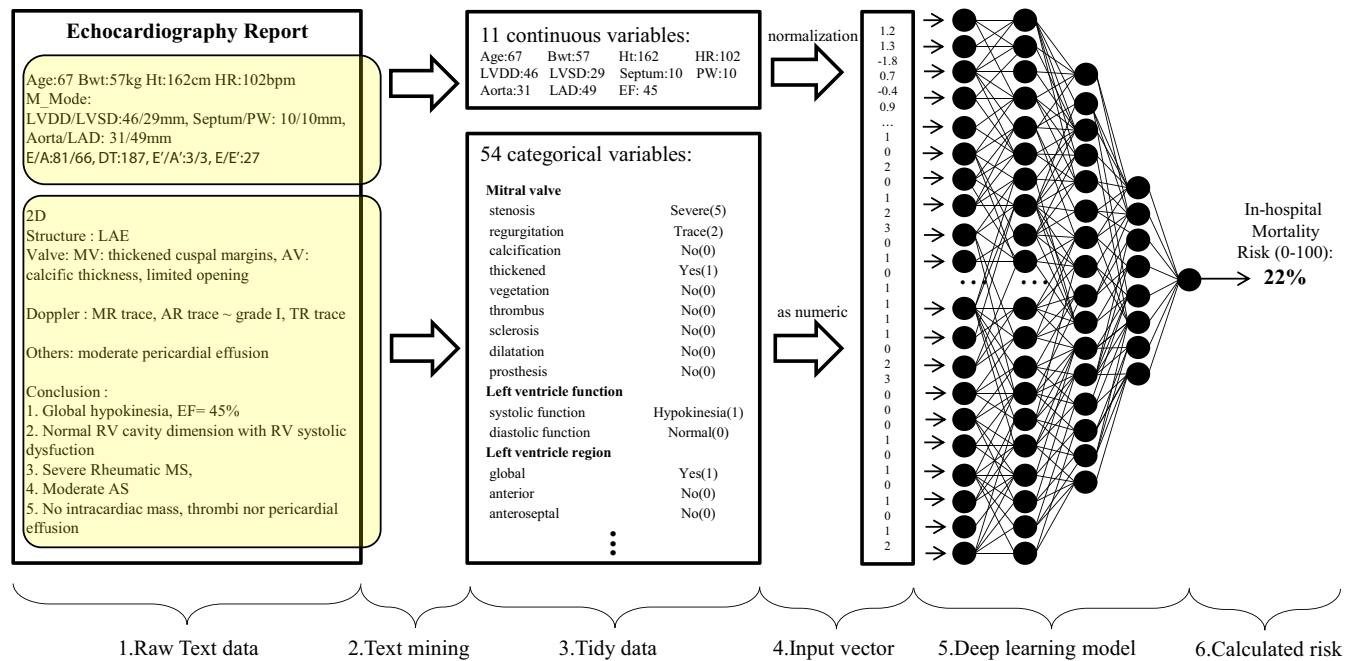 Echocardiography Report
Age:67 Bwt:57kg Ht:162cm HR:102bpm
M_Mode:
LVDD/LVSD:46/29mm, Septum/PW: 10/10mm,
Aorta/LAD: 31/49mm
E/A:81/66, DT:187, E'/A':3/3, E/E':27
2D
Structure : LAE
Valve: MV: thickened cuspal margins, AV:
calcific thickness, limited opening
Doppler : MR trace, AR trace ~ grade I, TR trace
Others: moderate pericardial effusion
Conclusion :
1. Global hypokinesia, EF= 45%
2. Normal RV cavity dimension with RV systolic
dysfuction
3. Severe Rheumatic MS,
4. Moderate AS
5. No intracardiac mass, thrombi nor pericardial
effusion
11 continuous variables:
Age:67 Bwt:57 Ht:162 HR:102
LVDD:46 LVSD:29 Septum:10 PW:10
Aorta:31 LAD:49 EF: 45
54 categorical variables:
Mitral valve
stenosis Severe(5)
regurgitation Trace(2)
calcification No(0)
thickened Yes(1)
vegetation No(0)
thrombus No(0)
sclerosis No(0)
dilatation No(0)
prosthesis No(0)
Left ventricle function
systolic function Hypokinesia(1)
diastolic function Normal(0)
Left ventricle region
global Yes(1)
anterior No(0)
anteroseptal No(0)
⋮
normalization
as numeric
1.2
1.3
-1.8
0.7
-0.4
0.9
...
1
0
2
0
1
2
3
0
1
0
1
1
1
1
0
2
3
0
0
0
1
0
1
0
1
0
1
2
... ...
In-hospital
Mortality
Risk (0-100):
22%
1.Raw Text data
2.Text mining
3.Tidy data
4.Input vector
5.Deep learning model
6.Calculated risk